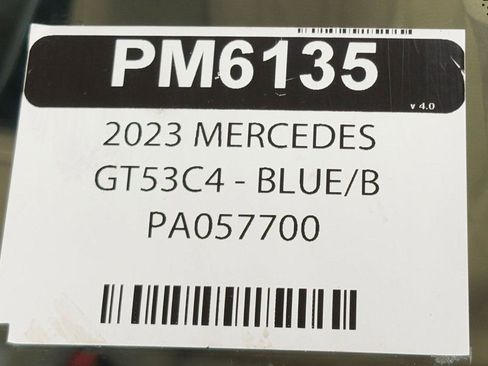 PM6135
v 4.0
2023 MERCEDES
GT53C4 - BLUE/B
PA057700